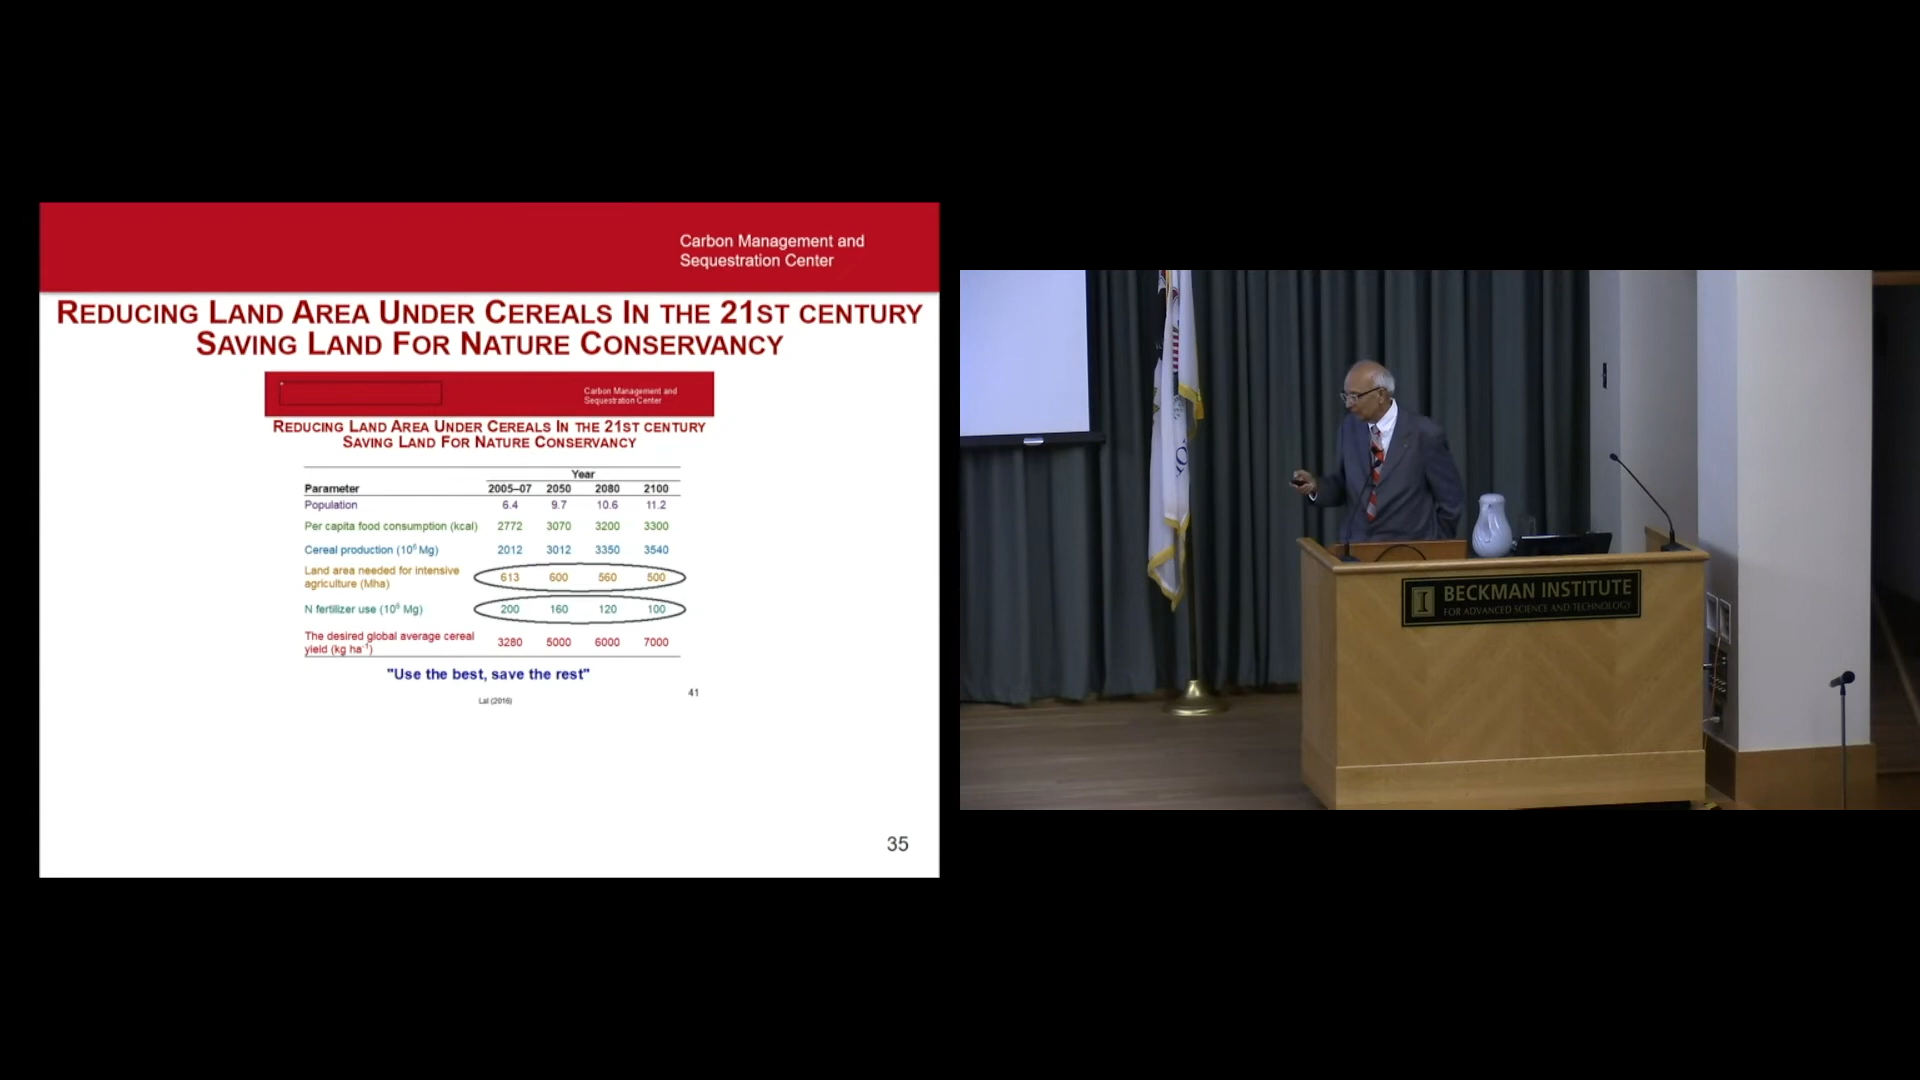 Carbon Management and
Sequestration Center
REDUCING LAND AREA UNDER CEREALS IN THE 21ST CENTURY
SAVING LAND FOR NATURE CONSERVANCY
Carbon Management and
Sequestration Center
REDUCING LAND AREA UNDER CEREALS IN THE 21ST CENTURY
SAVING LAND FOR NATURE CONSERVANCY
Year
Parameter 2005–07 2050 2080 2100
Population 6.4 9.7 10.6 11.2
Per capita food consumption (kcal) 2772 3070 3200 3300
Cereal production (10⁶ Mg) 2012 3012 3350 3540
Land area needed for intensive
agriculture (Mha) 613 600 560 500
N fertilizer use (10⁶ Mg) 200 160 120 100
The desired global average cereal
yield (kg ha⁻¹) 3280 5000 6000 7000
"Use the best, save the rest"
Lal (2016)
41
35
I BECKMAN INSTITUTE
FOR ADVANCED SCIENCE AND TECHNOLOGY